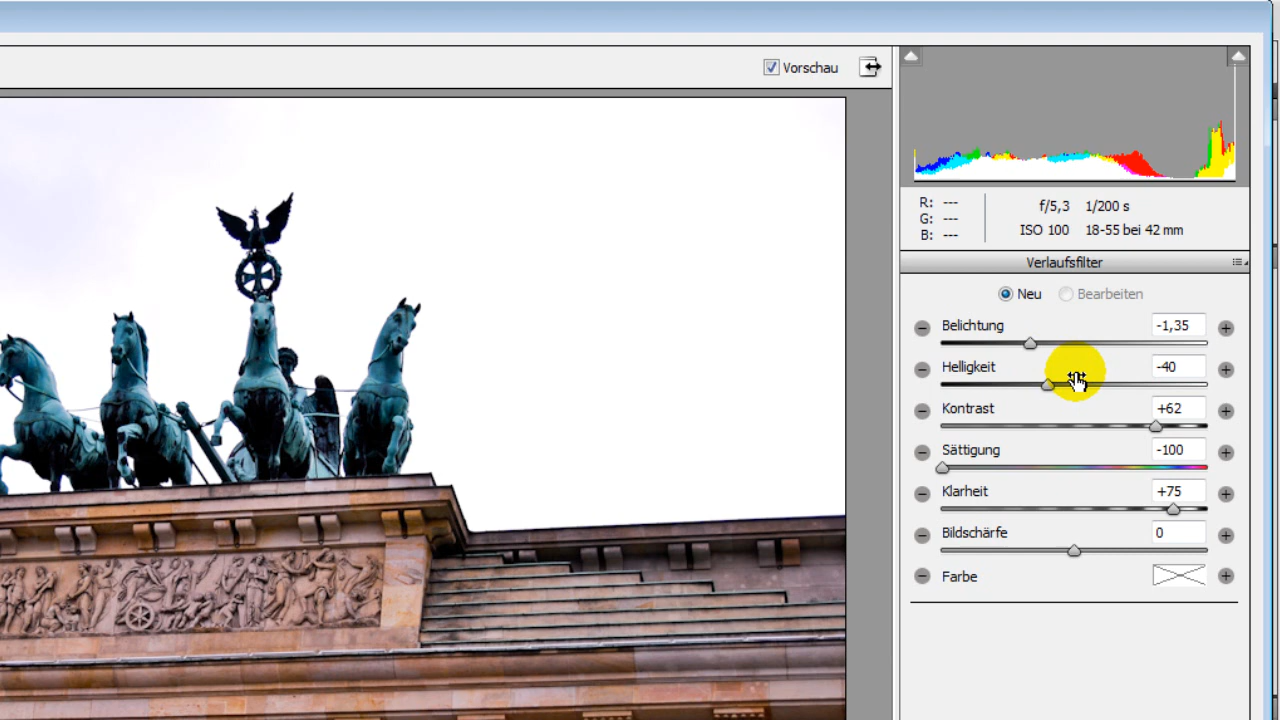 Vorschau
R: ---
G: ---
B: ---
f/5,3 1/200 s
ISO 100 18-55 bei 42 mm
Verlaufsfilter
Neu Bearbeiten
Belichtung -1,35
Helligkeit -40
Kontrast +62
Sättigung -100
Klarheit +75
Bildschärfe 0
Farbe